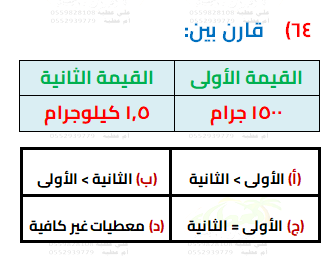 ٦٤) قارن بين:
القيمة الأولى القيمة الثانية
١٥٠٠ جرام ١,٥ كيلوجرام
(أ) الأولى > الثانية (ب) الثانية > الأولى
(ج) الأولى = الثانية (د) معطيات غير كافية